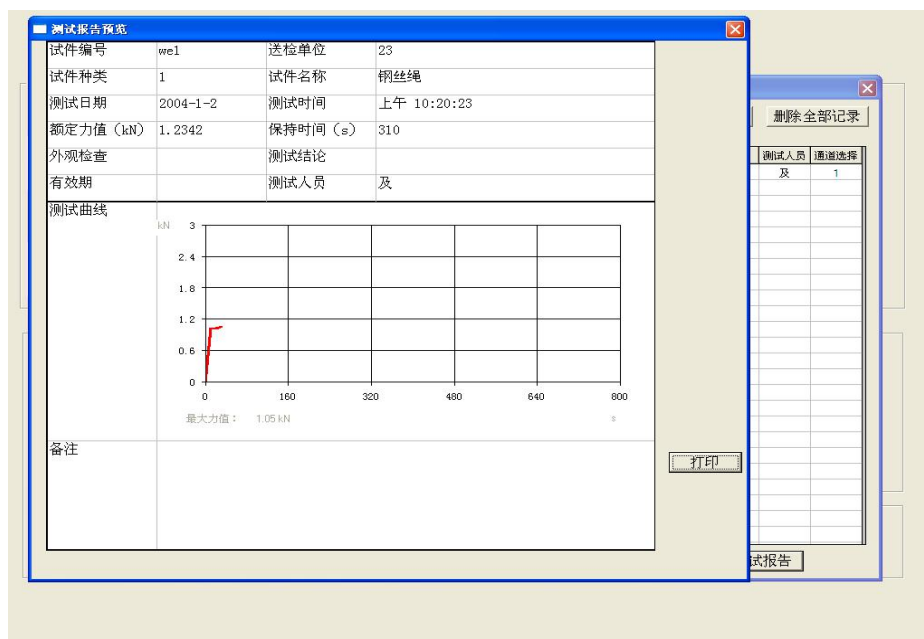 测试报告预览
试件编号 we1 送检单位 23
试件种类 1 试件名称 钢丝绳
测试日期 2004-1-2 测试时间 上午 10:20:23
额定力值 (kN) 1.2342 保持时间 (s) 310
外观检查 测试结论
有效期 测试人员 及
测试曲线
kN 3
2.4
1.8
1.2
0.6
0
0 160 320 480 640 800
最大力值: 1.05 kN s
备注
打印
删除全部记录
测试人员 通道选择
及 1
试报告